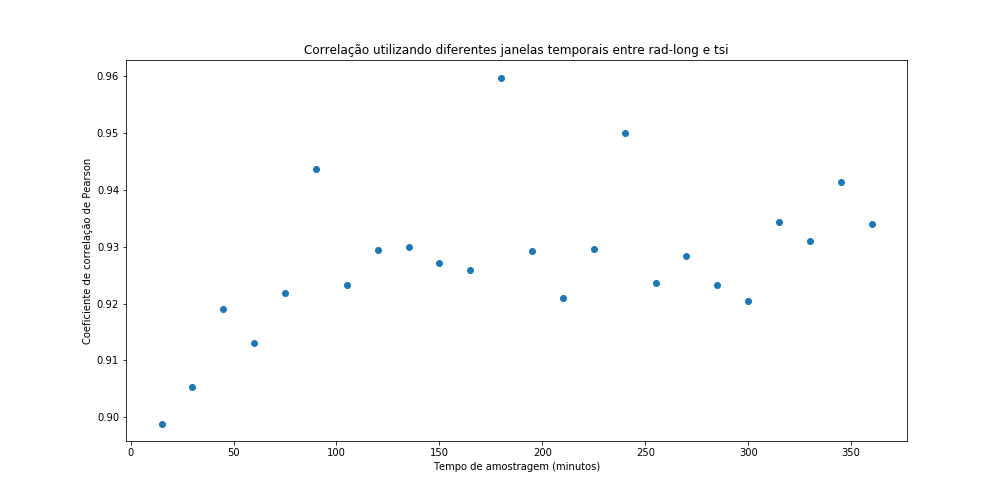 Correlação utilizando diferentes janelas temporais entre rad-long e tsi
Coeficiente de correlação de Pearson
0.96
0.95
0.94
0.93
0.92
0.91
0.90
0 50 100 150 200 250 300 350
Tempo de amostragem (minutos)